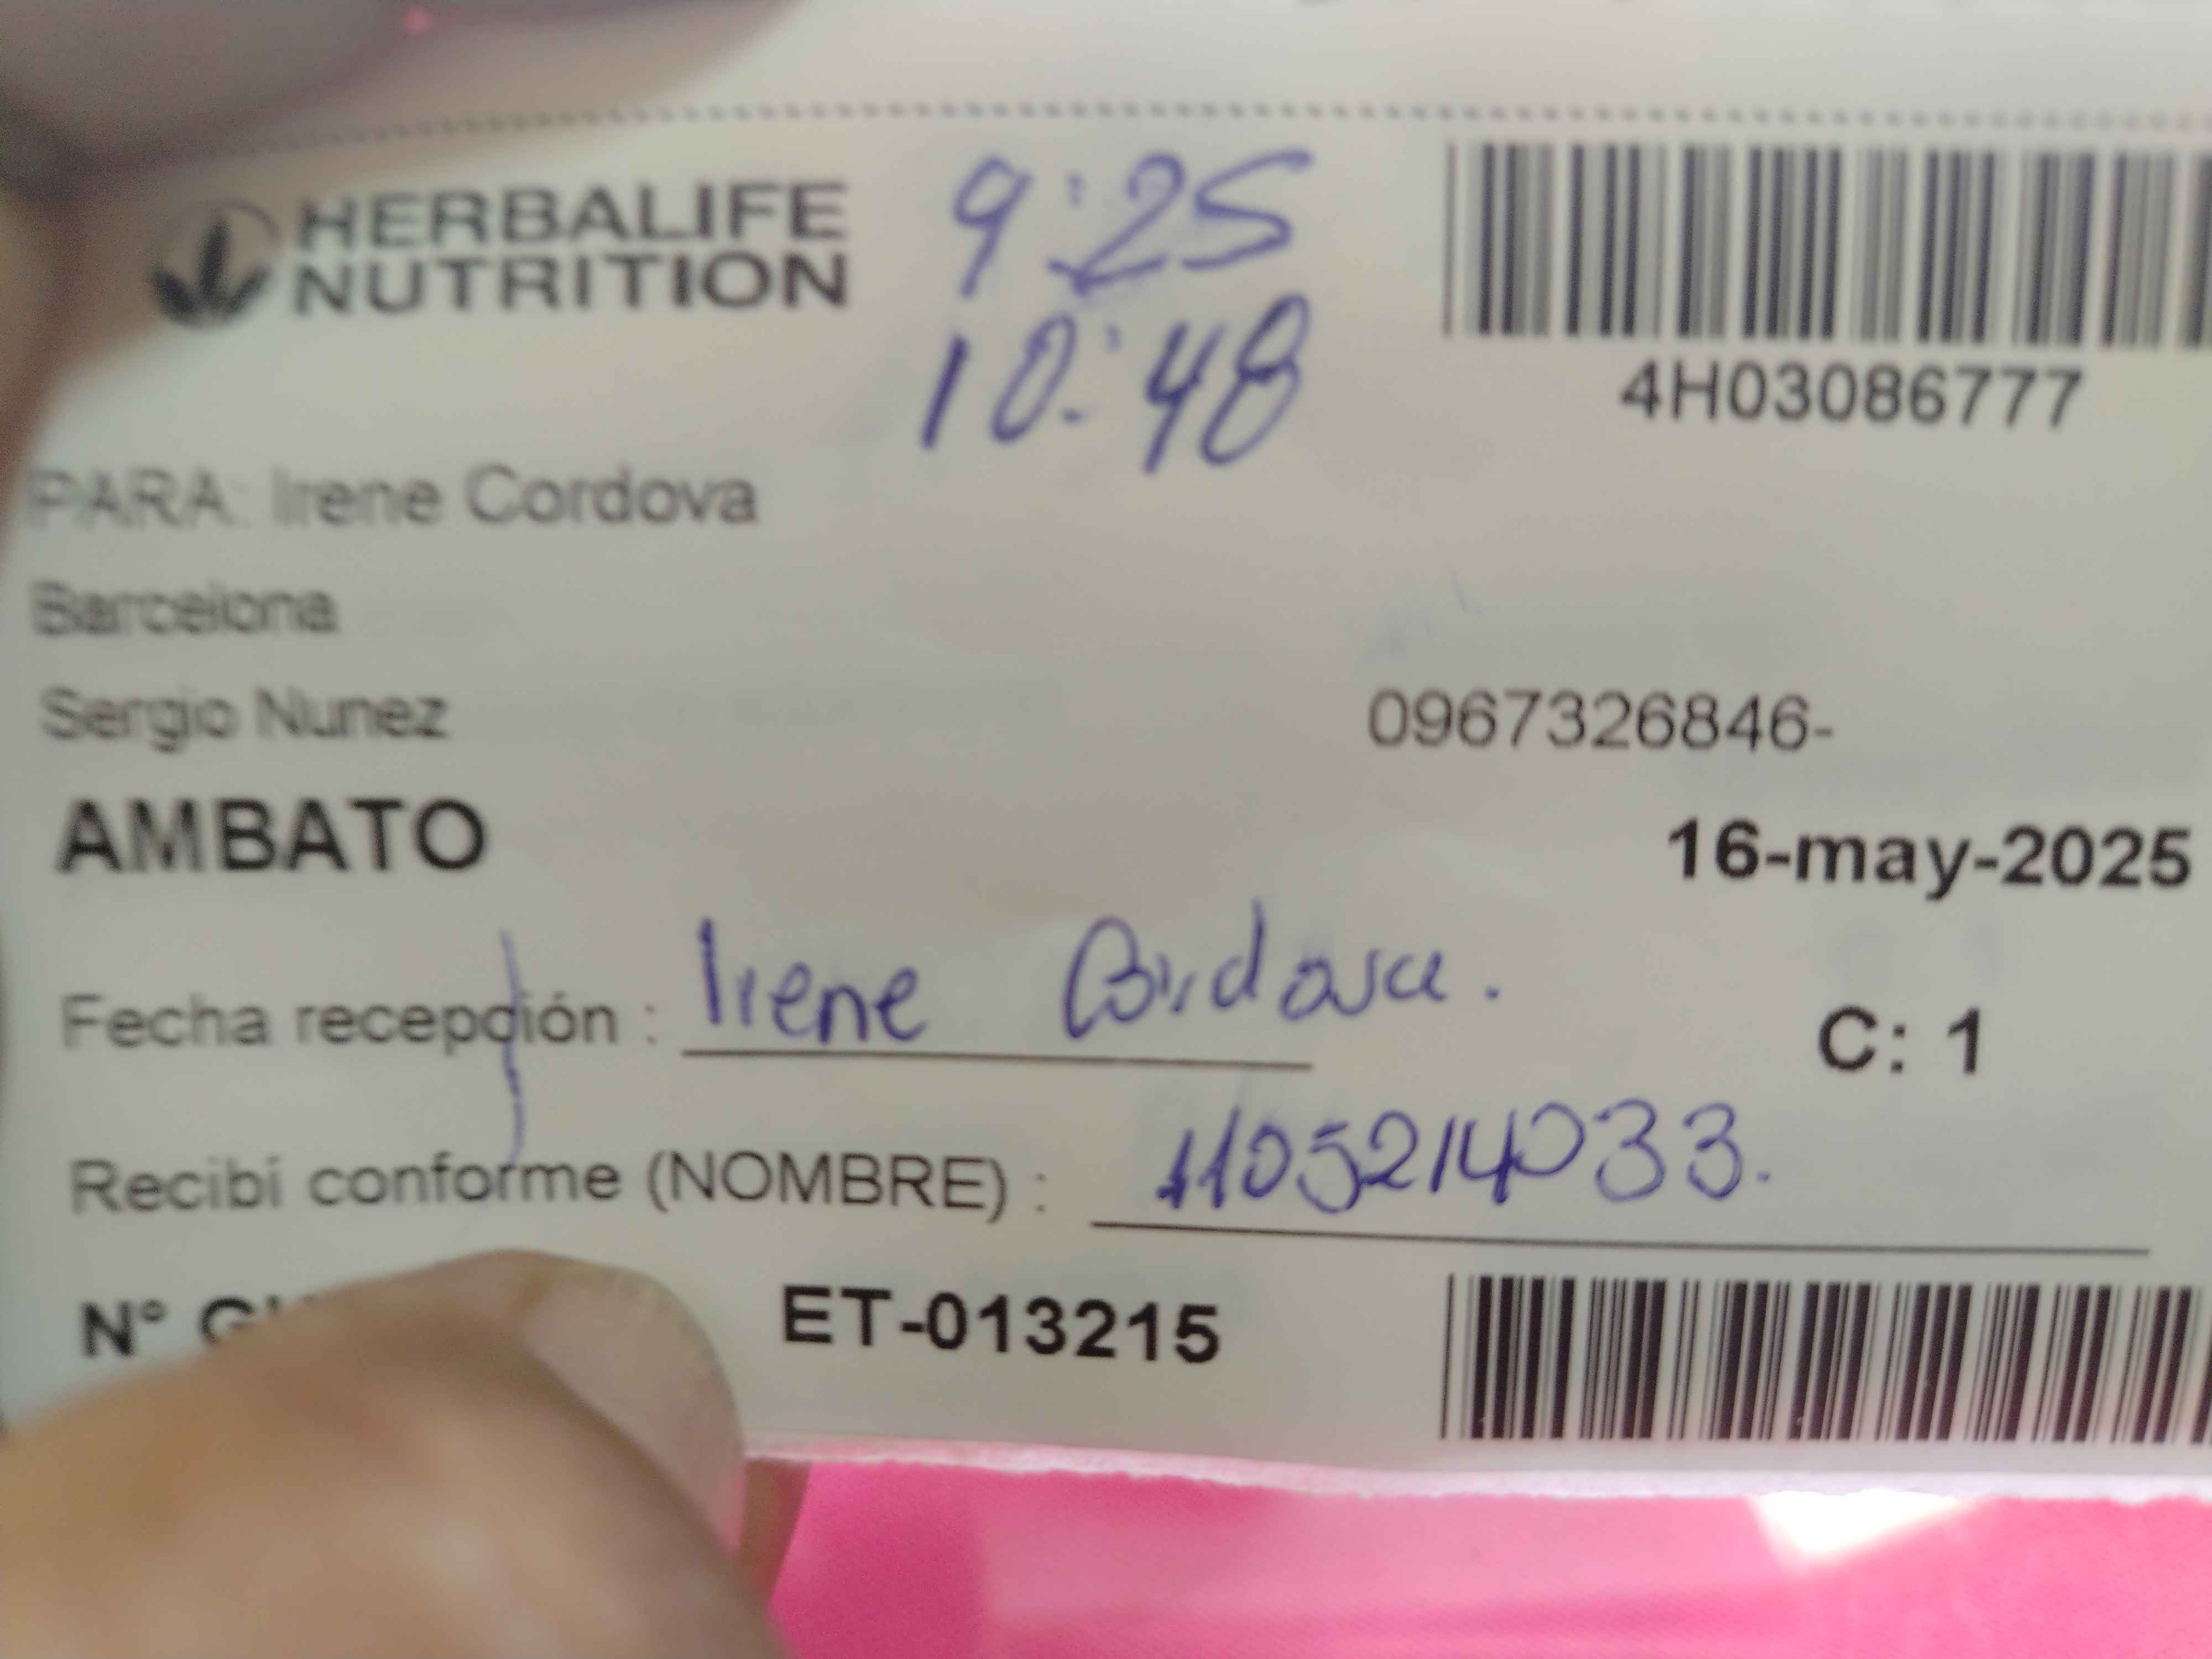 HERBALIFE
NUTRITION
9:25
10:48
4H03086777
PARA: Irene Cordova
Barcelona
Sergio Nunez
0967326846-
AMBATO
16-may-2025
Fecha recepción : Irene Cordova.
C: 1
Recibí conforme (NOMBRE) : 1105214033.
N°
ET-013215